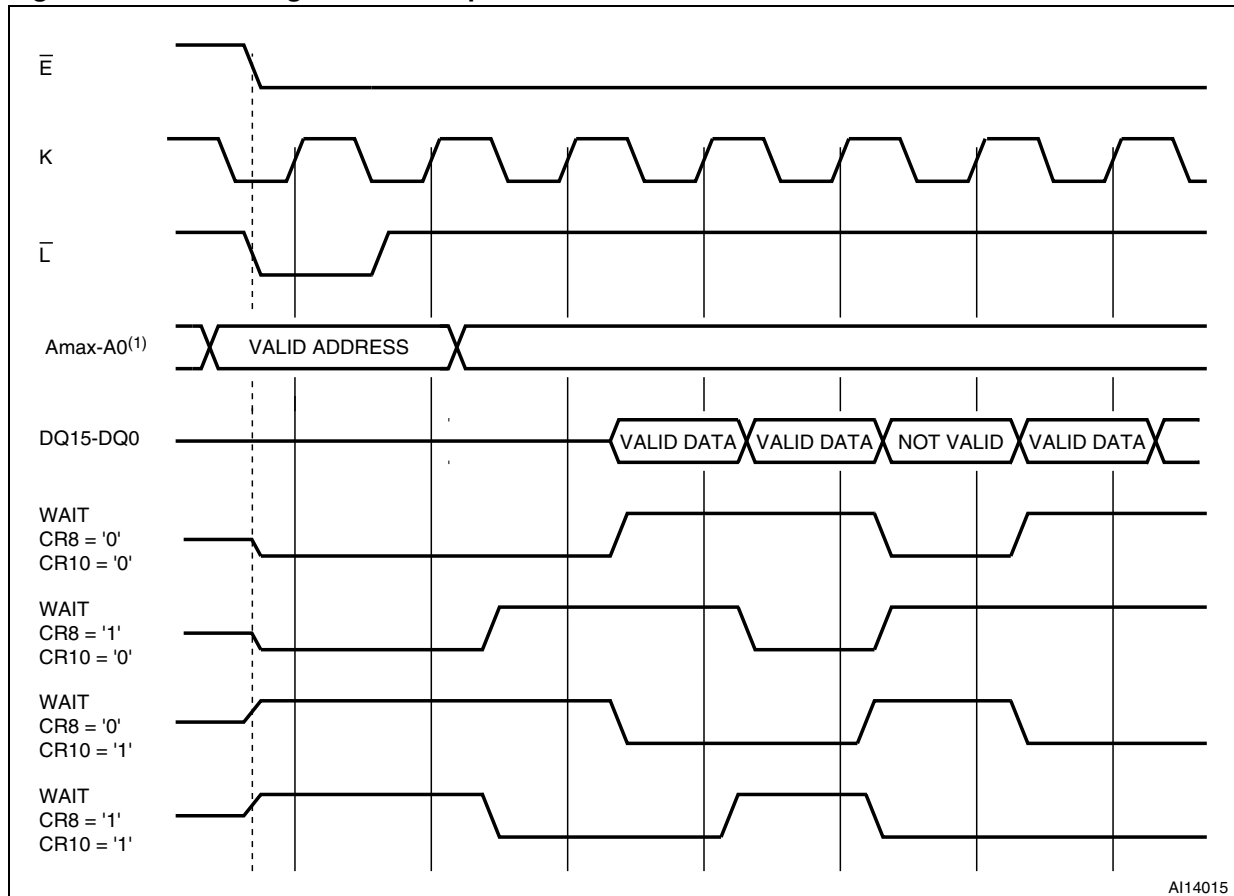 E̅
K
L̅
Amax-A0(1)
VALID ADDRESS
DQ15-DQ0
VALID DATA
VALID DATA
NOT VALID
VALID DATA
WAIT
CR8 = '0'
CR10 = '0'
WAIT
CR8 = '1'
CR10 = '0'
WAIT
CR8 = '0'
CR10 = '1'
WAIT
CR8 = '1'
CR10 = '1'
AI14015